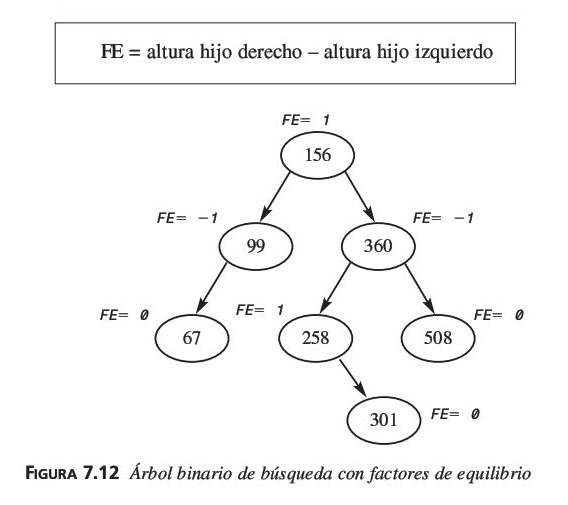 FE = altura hijo derecho – altura hijo izquierdo
FE= 1
156
FE= −1
FE= −1
99
360
FE= 0
FE= 1
FE= 0
67
258
508
301
FE= 0
FIGURA 7.12 Árbol binario de búsqueda con factores de equilibrio